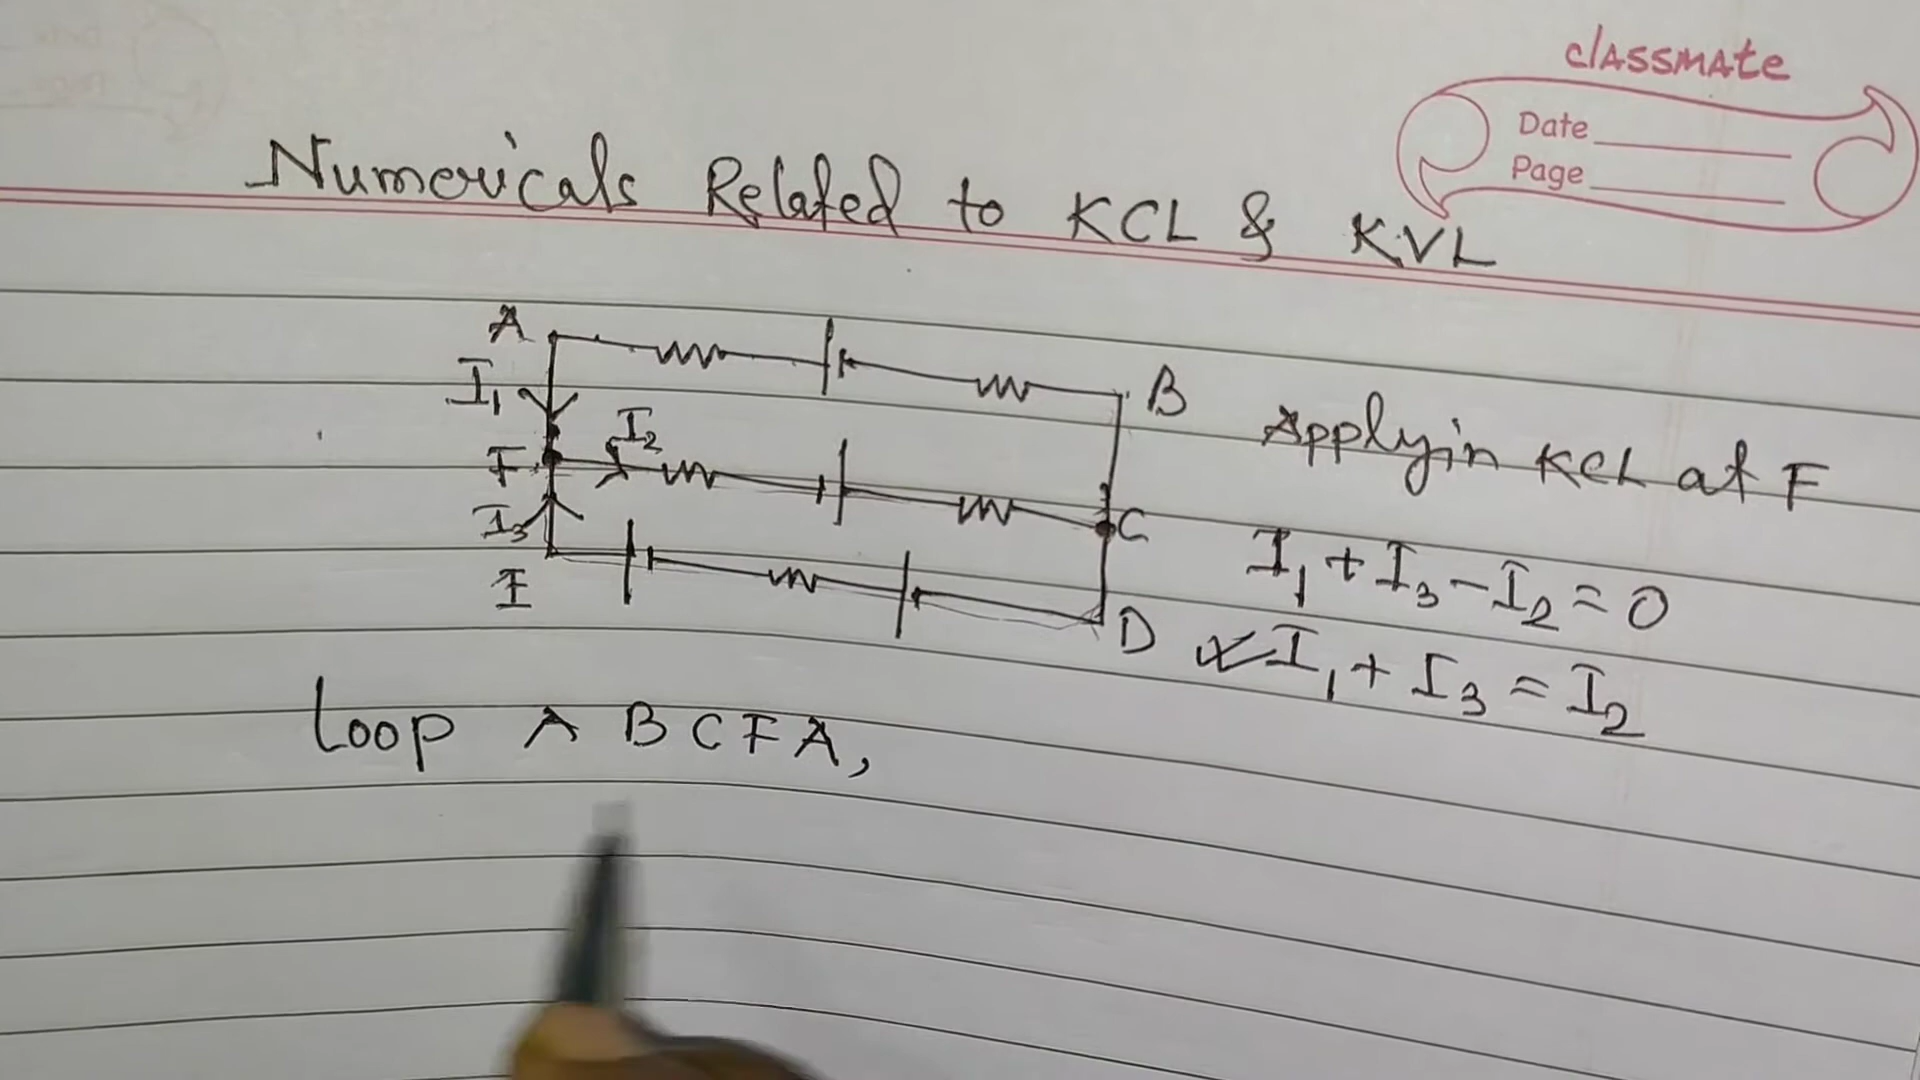 classmate
Date
Page
Numericals Related to KCL & KVL
A
I₁
B
I₂
F
Applyin KCL at F
I₃
C
I₁ + I₃ - I₂ = 0
I
D
I₁ + I₃ = I₂
Loop A B C F A,